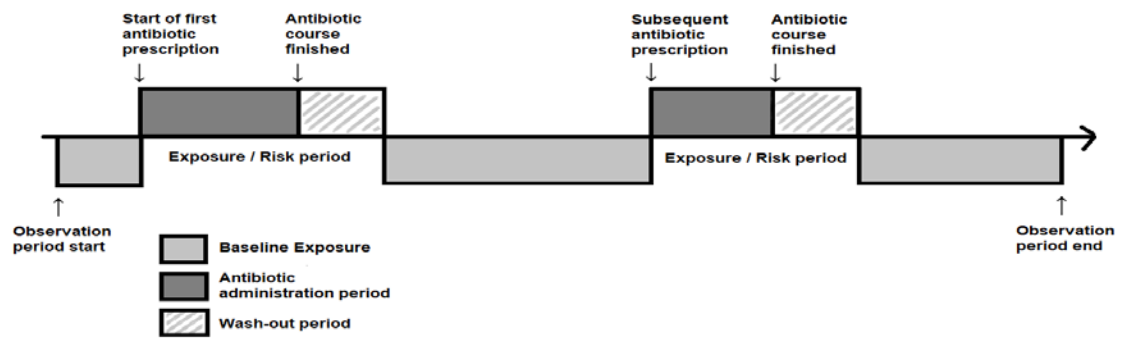 Start of first
antibiotic
prescription
Antibiotic
course
finished
Subsequent
antibiotic
prescription
Antibiotic
course
finished
Exposure / Risk period
Exposure / Risk period
Observation
period start
Observation
period end
Baseline Exposure
Antibiotic
administration period
Wash-out period